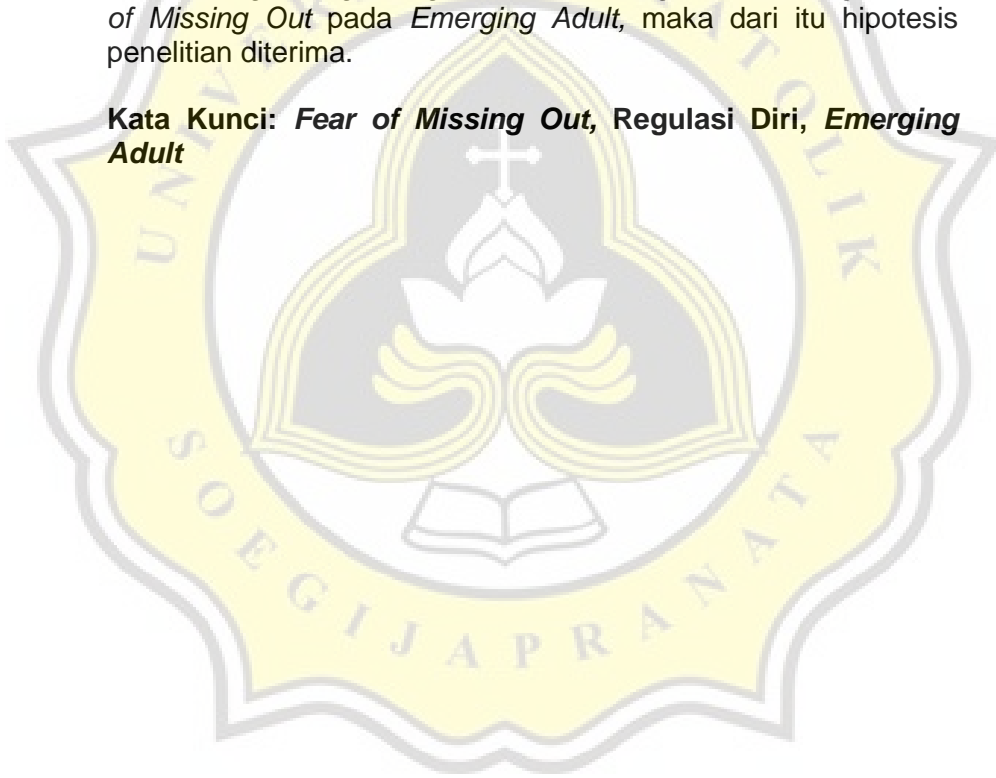 of Missing Out pada Emerging Adult, maka dari itu hipotesis
penelitian diterima.
Kata Kunci: Fear of Missing Out, Regulasi Diri, Emerging
Adult
SOEGIJAPRANATA